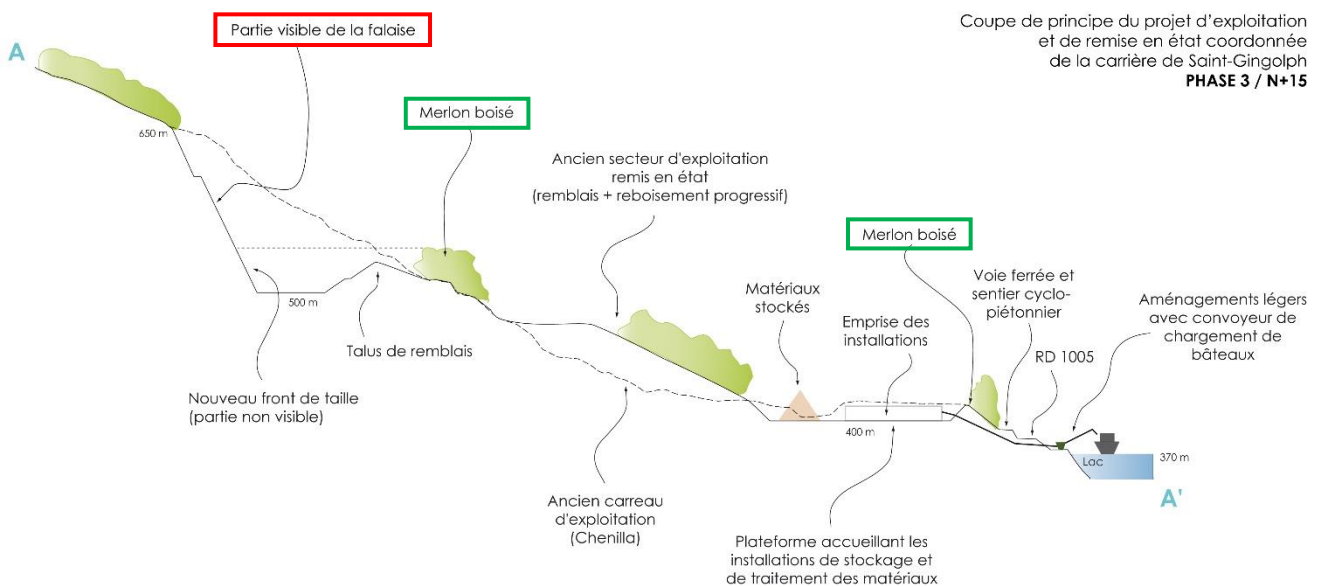 Coupe de principe du projet d'exploitation
et de remise en état coordonnée
de la carrière de Saint-Gingolph
PHASE 3 / N+15
A
Partie visible de la falaise
650 m
Merlon boisé
Ancien secteur d'exploitation
remis en état
(remblais + reboisement progressif)
Merlon boisé
Matériaux
stockés
Emprise des
installations
Voie ferrée et
sentier cyclo-
piétonnier
RD 1005
Aménagements légers
avec convoyeur de
chargement de
bâteaux
500 m
Talus de remblais
Nouveau front de taille
(partie non visible)
400 m
Lac
370 m
A'
Ancien carreau
d'exploitation
(Chenilla)
Plateforme accueillant les
installations de stockage et
de traitement des matériaux